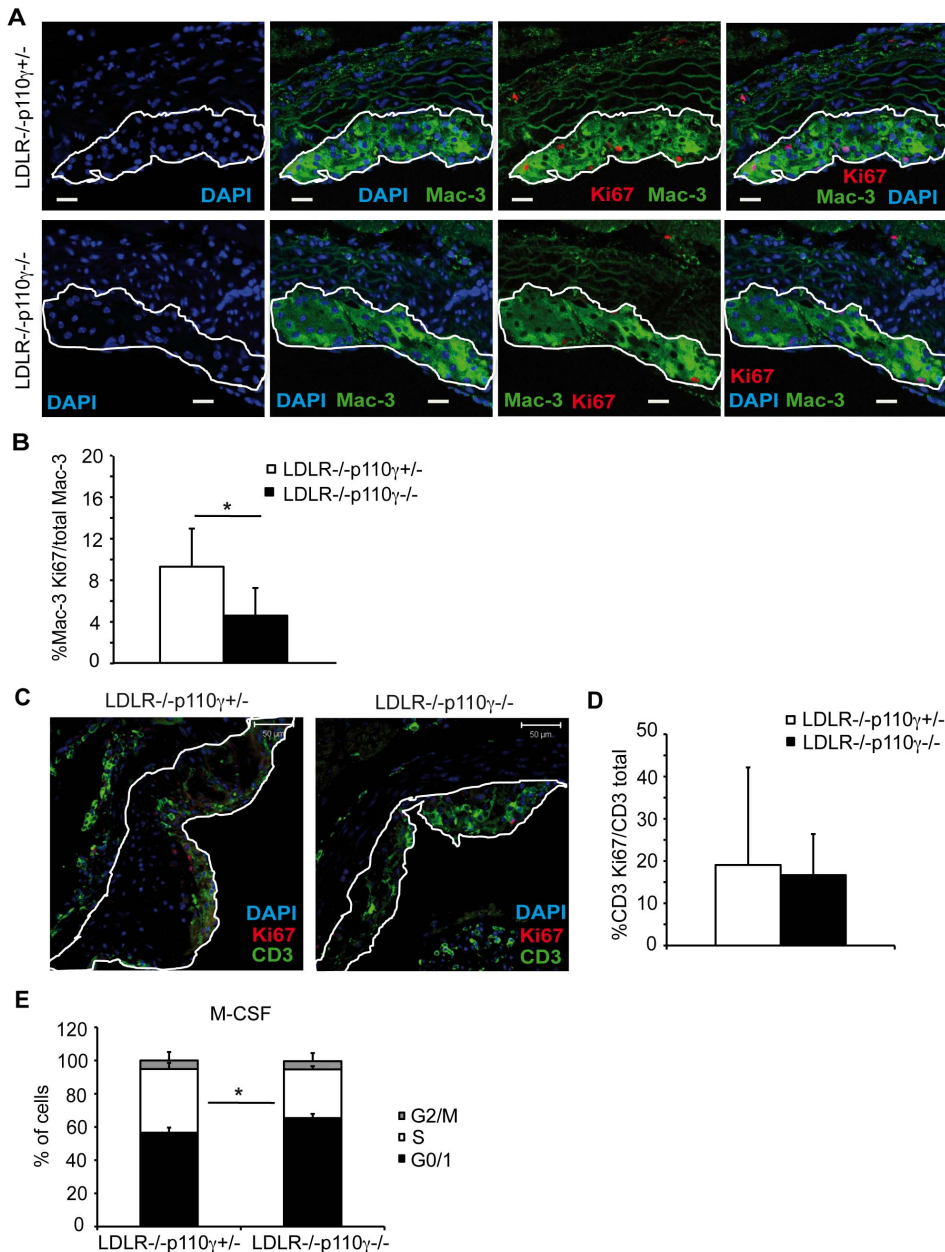 A
LDLR-/-p110γ+/-
DAPI
DAPI Mac-3
Ki67 Mac-3
Ki67
Mac-3 DAPI
LDLR-/-p110γ-/-
DAPI
DAPI Mac-3
Mac-3 Ki67
Ki67
DAPI Mac-3
B
%Mac-3 Ki67/total Mac-3
20
16
12
8
4
0
*
LDLR-/-p110γ+/-
LDLR-/-p110γ-/-
C
LDLR-/-p110γ+/-
50 µm
DAPI
Ki67
CD3
LDLR-/-p110γ-/-
50 µm
DAPI
Ki67
CD3
D
LDLR-/-p110γ+/-
LDLR-/-p110γ-/-
%CD3 Ki67/CD3 total
50
40
30
20
10
0
E
M-CSF
% of cells
120
100
80
60
40
20
0
*
G2/M
S
G0/1
LDLR-/-p110γ+/-
LDLR-/-p110γ-/-